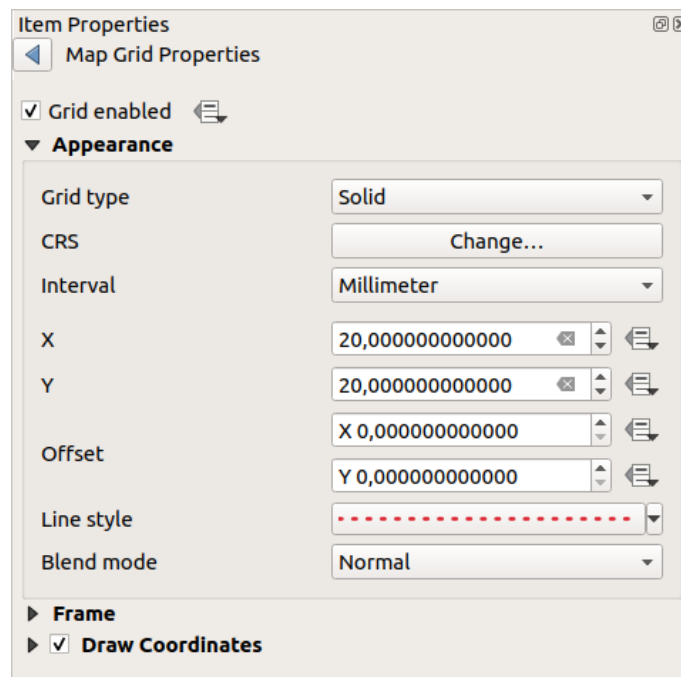 Item Properties
Map Grid Properties
Grid enabled
Appearance
Grid type Solid
CRS Change...
Interval Millimeter
X 20,000000000000
Y 20,000000000000
Offset X 0,000000000000
Y 0,000000000000
Line style
Blend mode Normal
Frame
Draw Coordinates